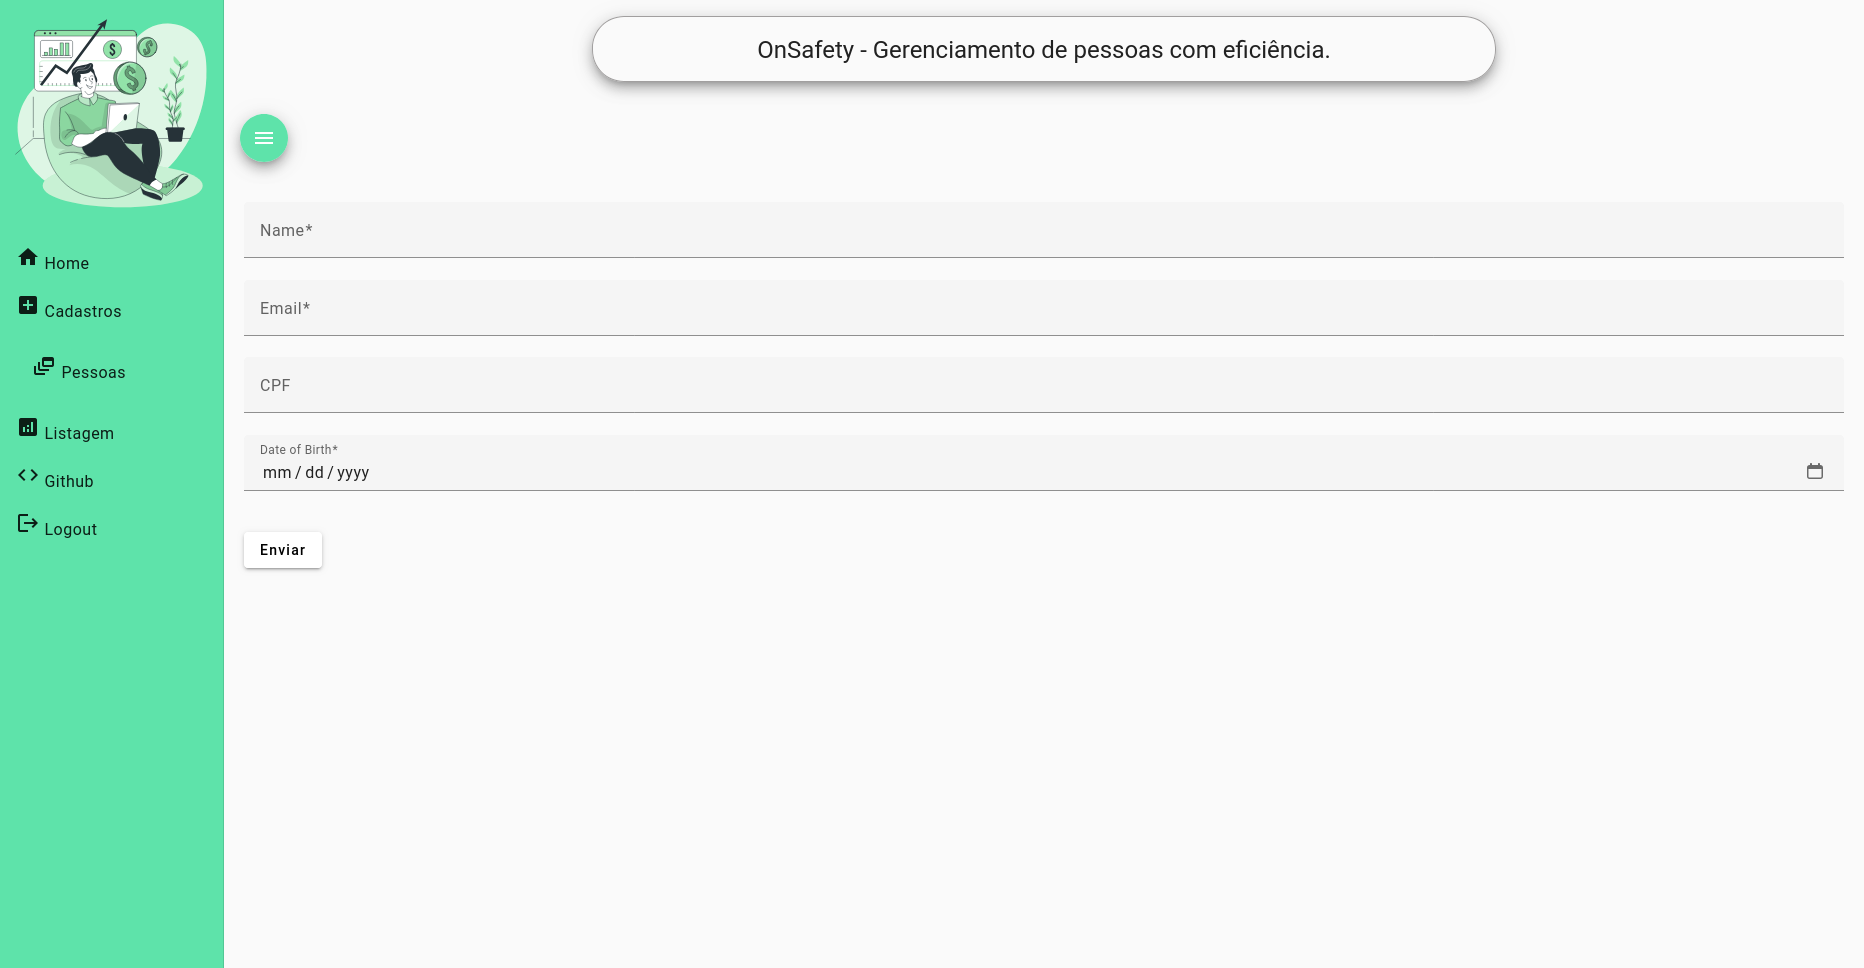 OnSafety - Gerenciamento de pessoas com eficiência.
Home
Cadastros
Pessoas
Listagem
Github
Logout
Name*
Email*
CPF
Date of Birth*
mm/dd/yyyy
Enviar